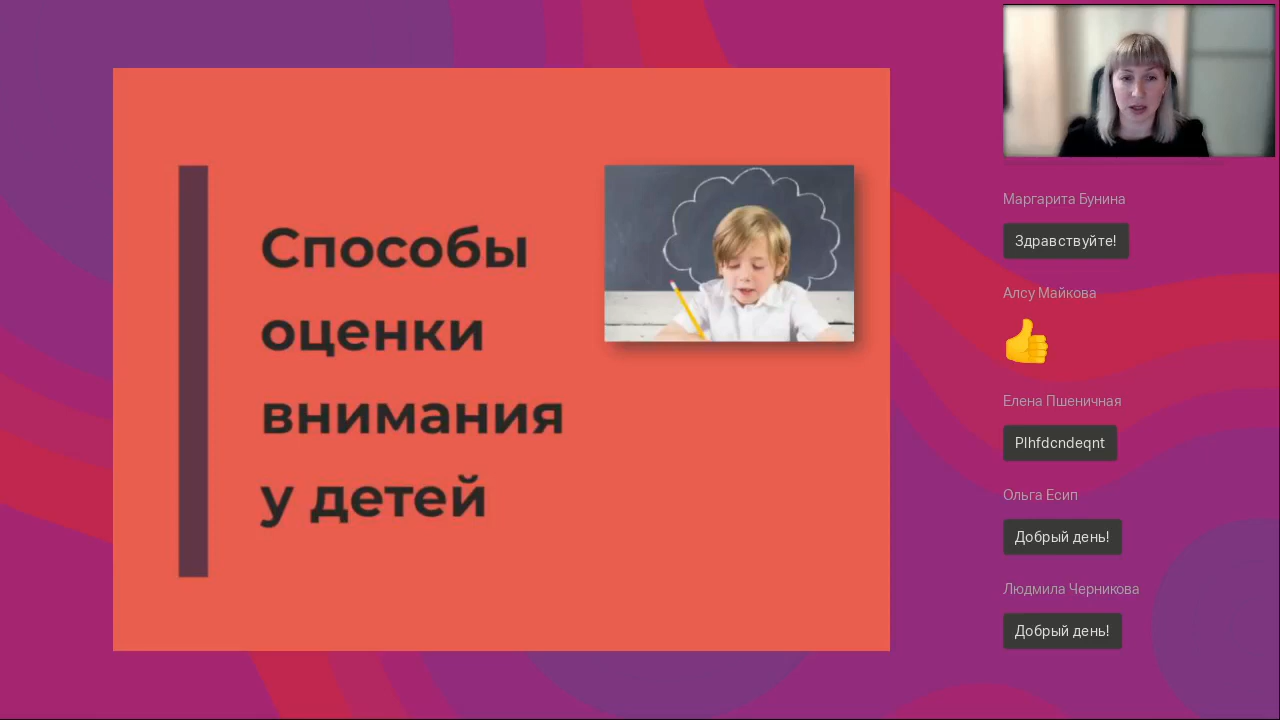 Способы
оценки
внимания
у детей
Маргарита Бунина
Здравствуйте!
Алсу Майкова
Елена Пшеничная
Plhfdcndeqnt
Ольга Есип
Добрый день!
Людмила Черникова
Добрый день!